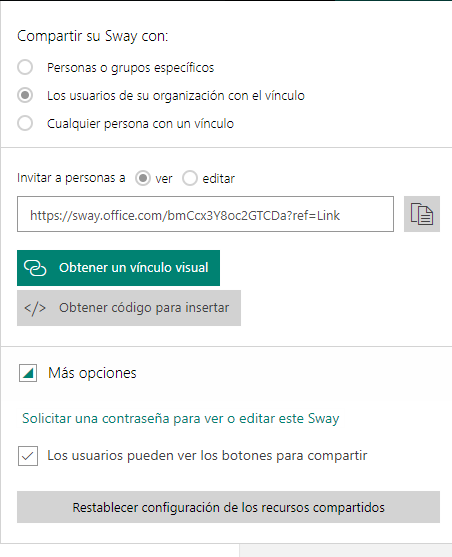 Compartir su Sway con:
Personas o grupos específicos
Los usuarios de su organización con el vínculo
Cualquier persona con un vínculo
Invitar a personas a ver editar
https://sway.office.com/bmCcx3Y8oc2GTCDa?ref=Link
Obtener un vínculo visual
</> Obtener código para insertar
Más opciones
Solicitar una contraseña para ver o editar este Sway
Los usuarios pueden ver los botones para compartir
Restablecer configuración de los recursos compartidos